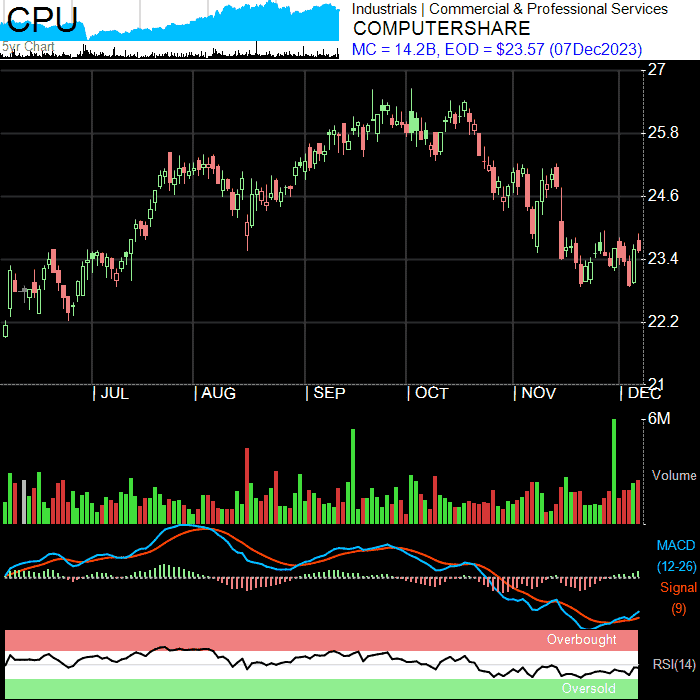 CPU
5yr Chart
Industrials | Commercial & Professional Services
COMPUTERSHARE
MC = 14.2B, EOD = $23.57 (07Dec2023)
27
25.8
24.6
23.4
22.2
21
| JUL | AUG | SEP | OCT | NOV | DEC
6M
Volume
MACD
(12-26)
Signal
(9)
Overbought
RSI(14)
Oversold